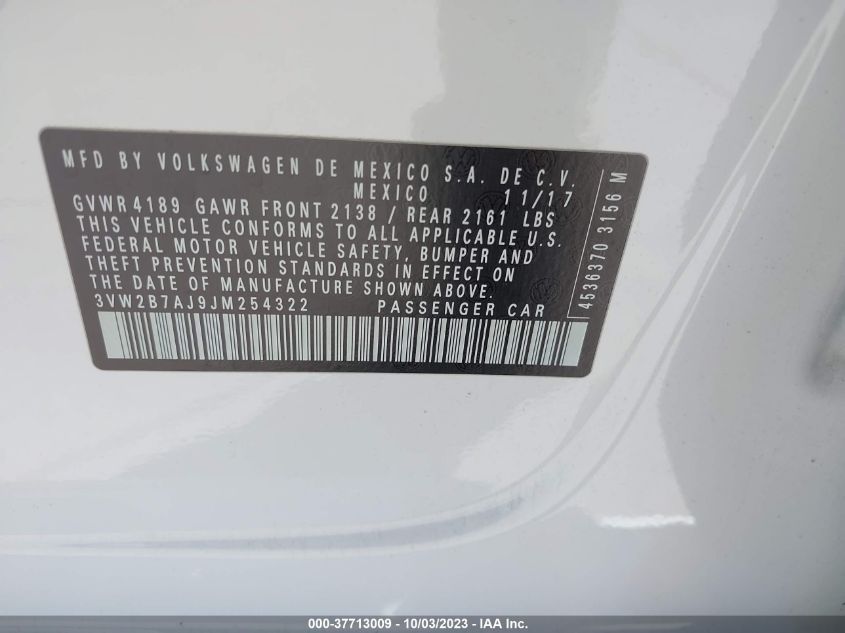 MFD BY VOLKSWAGEN DE MEXICO S.A. DE C.V.
MEXICO 11/17
GVWR 4189 GAWR FRONT 2138 / REAR 2161 LBS
THIS VEHICLE CONFORMS TO ALL APPLICABLE U.S.
FEDERAL MOTOR VEHICLE SAFETY, BUMPER AND
THEFT PREVENTION STANDARDS IN EFFECT ON
THE DATE OF MANUFACTURE SHOWN ABOVE.
3VW2B7AJ9JM254322 PASSENGER CAR
4536370 3156 M
000-37713009 - 10/03/2023 - IAA Inc.